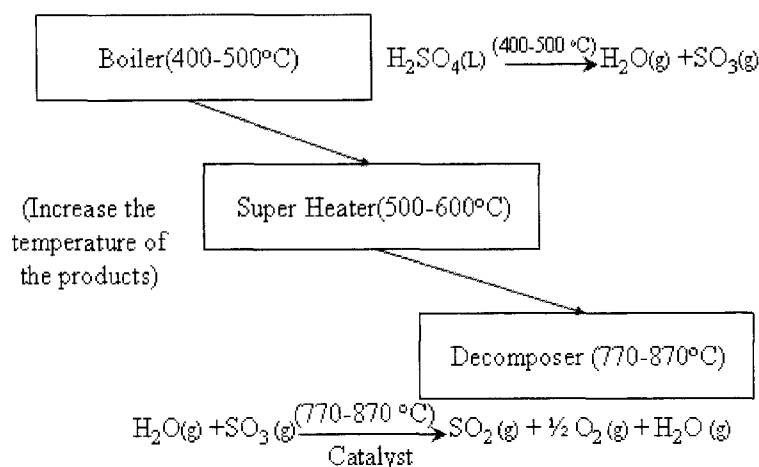 Boiler(400-500°C)
H₂SO₄(L) (400-500 °C) H₂O(g) +SO₃(g)
Super Heater(500-600°C)
(Increase the
temperature of
the products)
Decomposer (770-870°C)
H₂O(g) +SO₃(g) (770-870 °C) SO₂(g) + ½ O₂(g) + H₂O (g)
Catalyst